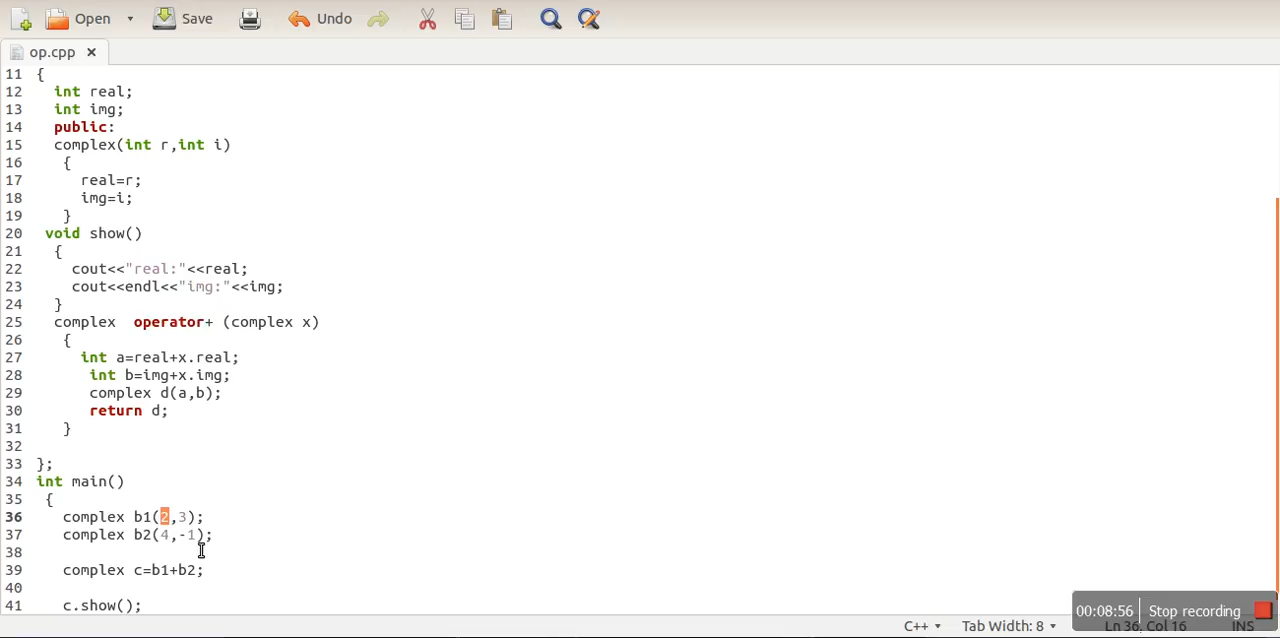 Open Save Undo
op.cpp
11 {
12 int real;
13 int img;
14 public:
15 complex(int r,int i)
16 {
17 real=r;
18 img=i;
19 }
20 void show()
21 {
22 cout<<"real:"<<real;
23 cout<<endl<<"img:"<<img;
24 }
25 complex  operator+ (complex x)
26 {
27 int a=real+x.real;
28 int b=img+x.img;
29 complex d(a,b);
30 return d;
31 }
32
33 };
34 int main()
35 {
36 complex b1(2,3);
37 complex b2(4,-1);
38
39 complex c=b1+b2;
40
41 c.show();
00:08:56 Stop recording
C++ Tab Width: 8 Ln 36, Col 16 INS